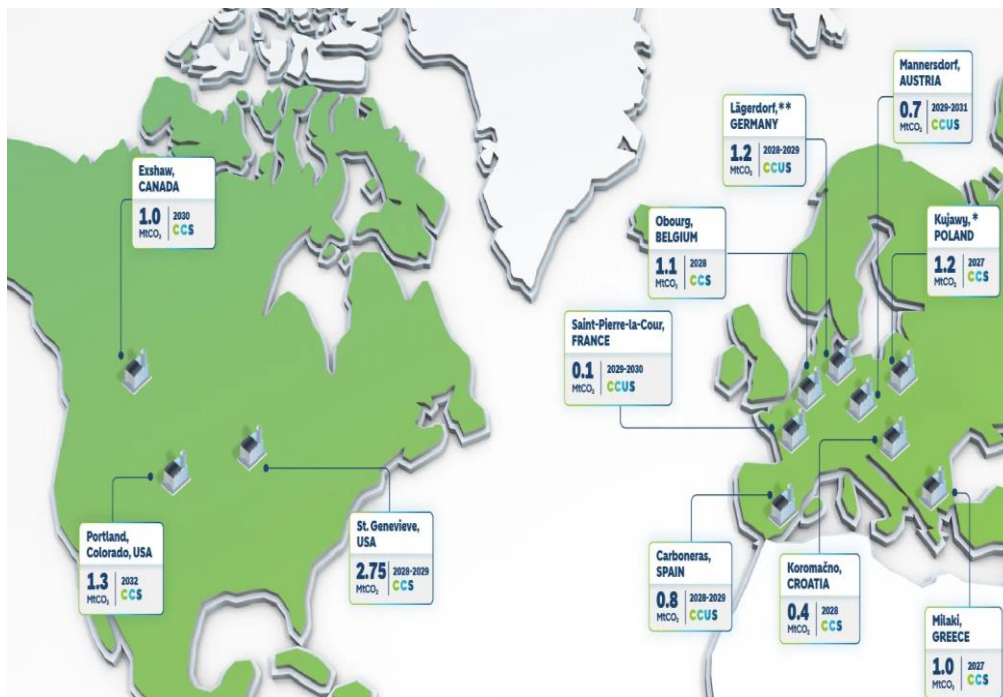 Exshaw,
CANADA
1.0 MtCO₂
2030
CCS
Portland,
Colorado, USA
1.3 MtCO₂
2032
CCS
St. Genevieve,
USA
2.75 MtCO₂
2028-2029
CCS
Mannersdorf,
AUSTRIA
0.7 MtCO₂
2029-2031
CCUS
Lägerdorf,**
GERMANY
1.2 MtCO₂
2028-2029
CCUS
Obourg,
BELGIUM
1.1 MtCO₂
2028
CCS
Kujawy, *
POLAND
1.2 MtCO₂
2027
CCS
Saint-Pierre-la-Cour,
FRANCE
0.1 MtCO₂
2029-2030
CCUS
Carboneras,
SPAIN
0.8 MtCO₂
2028-2029
CCUS
Koromačno,
CROATIA
0.4 MtCO₂
2028
CCS
Milaki,
GREECE
1.0 MtCO₂
2027
CCS